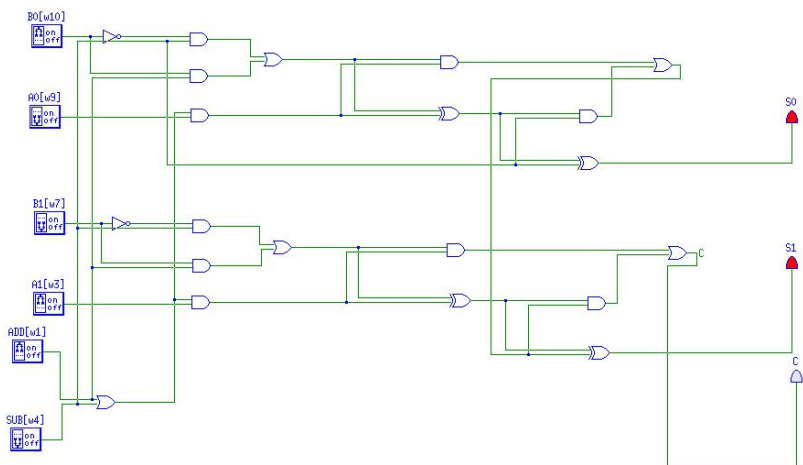 B0[w10]
on
off
A0[w9]
on
off
S0
B1[w7]
on
off
S1
C
A1[w3]
on
off
ADD[w1]
on
off
C
SUB[w4]
on
off